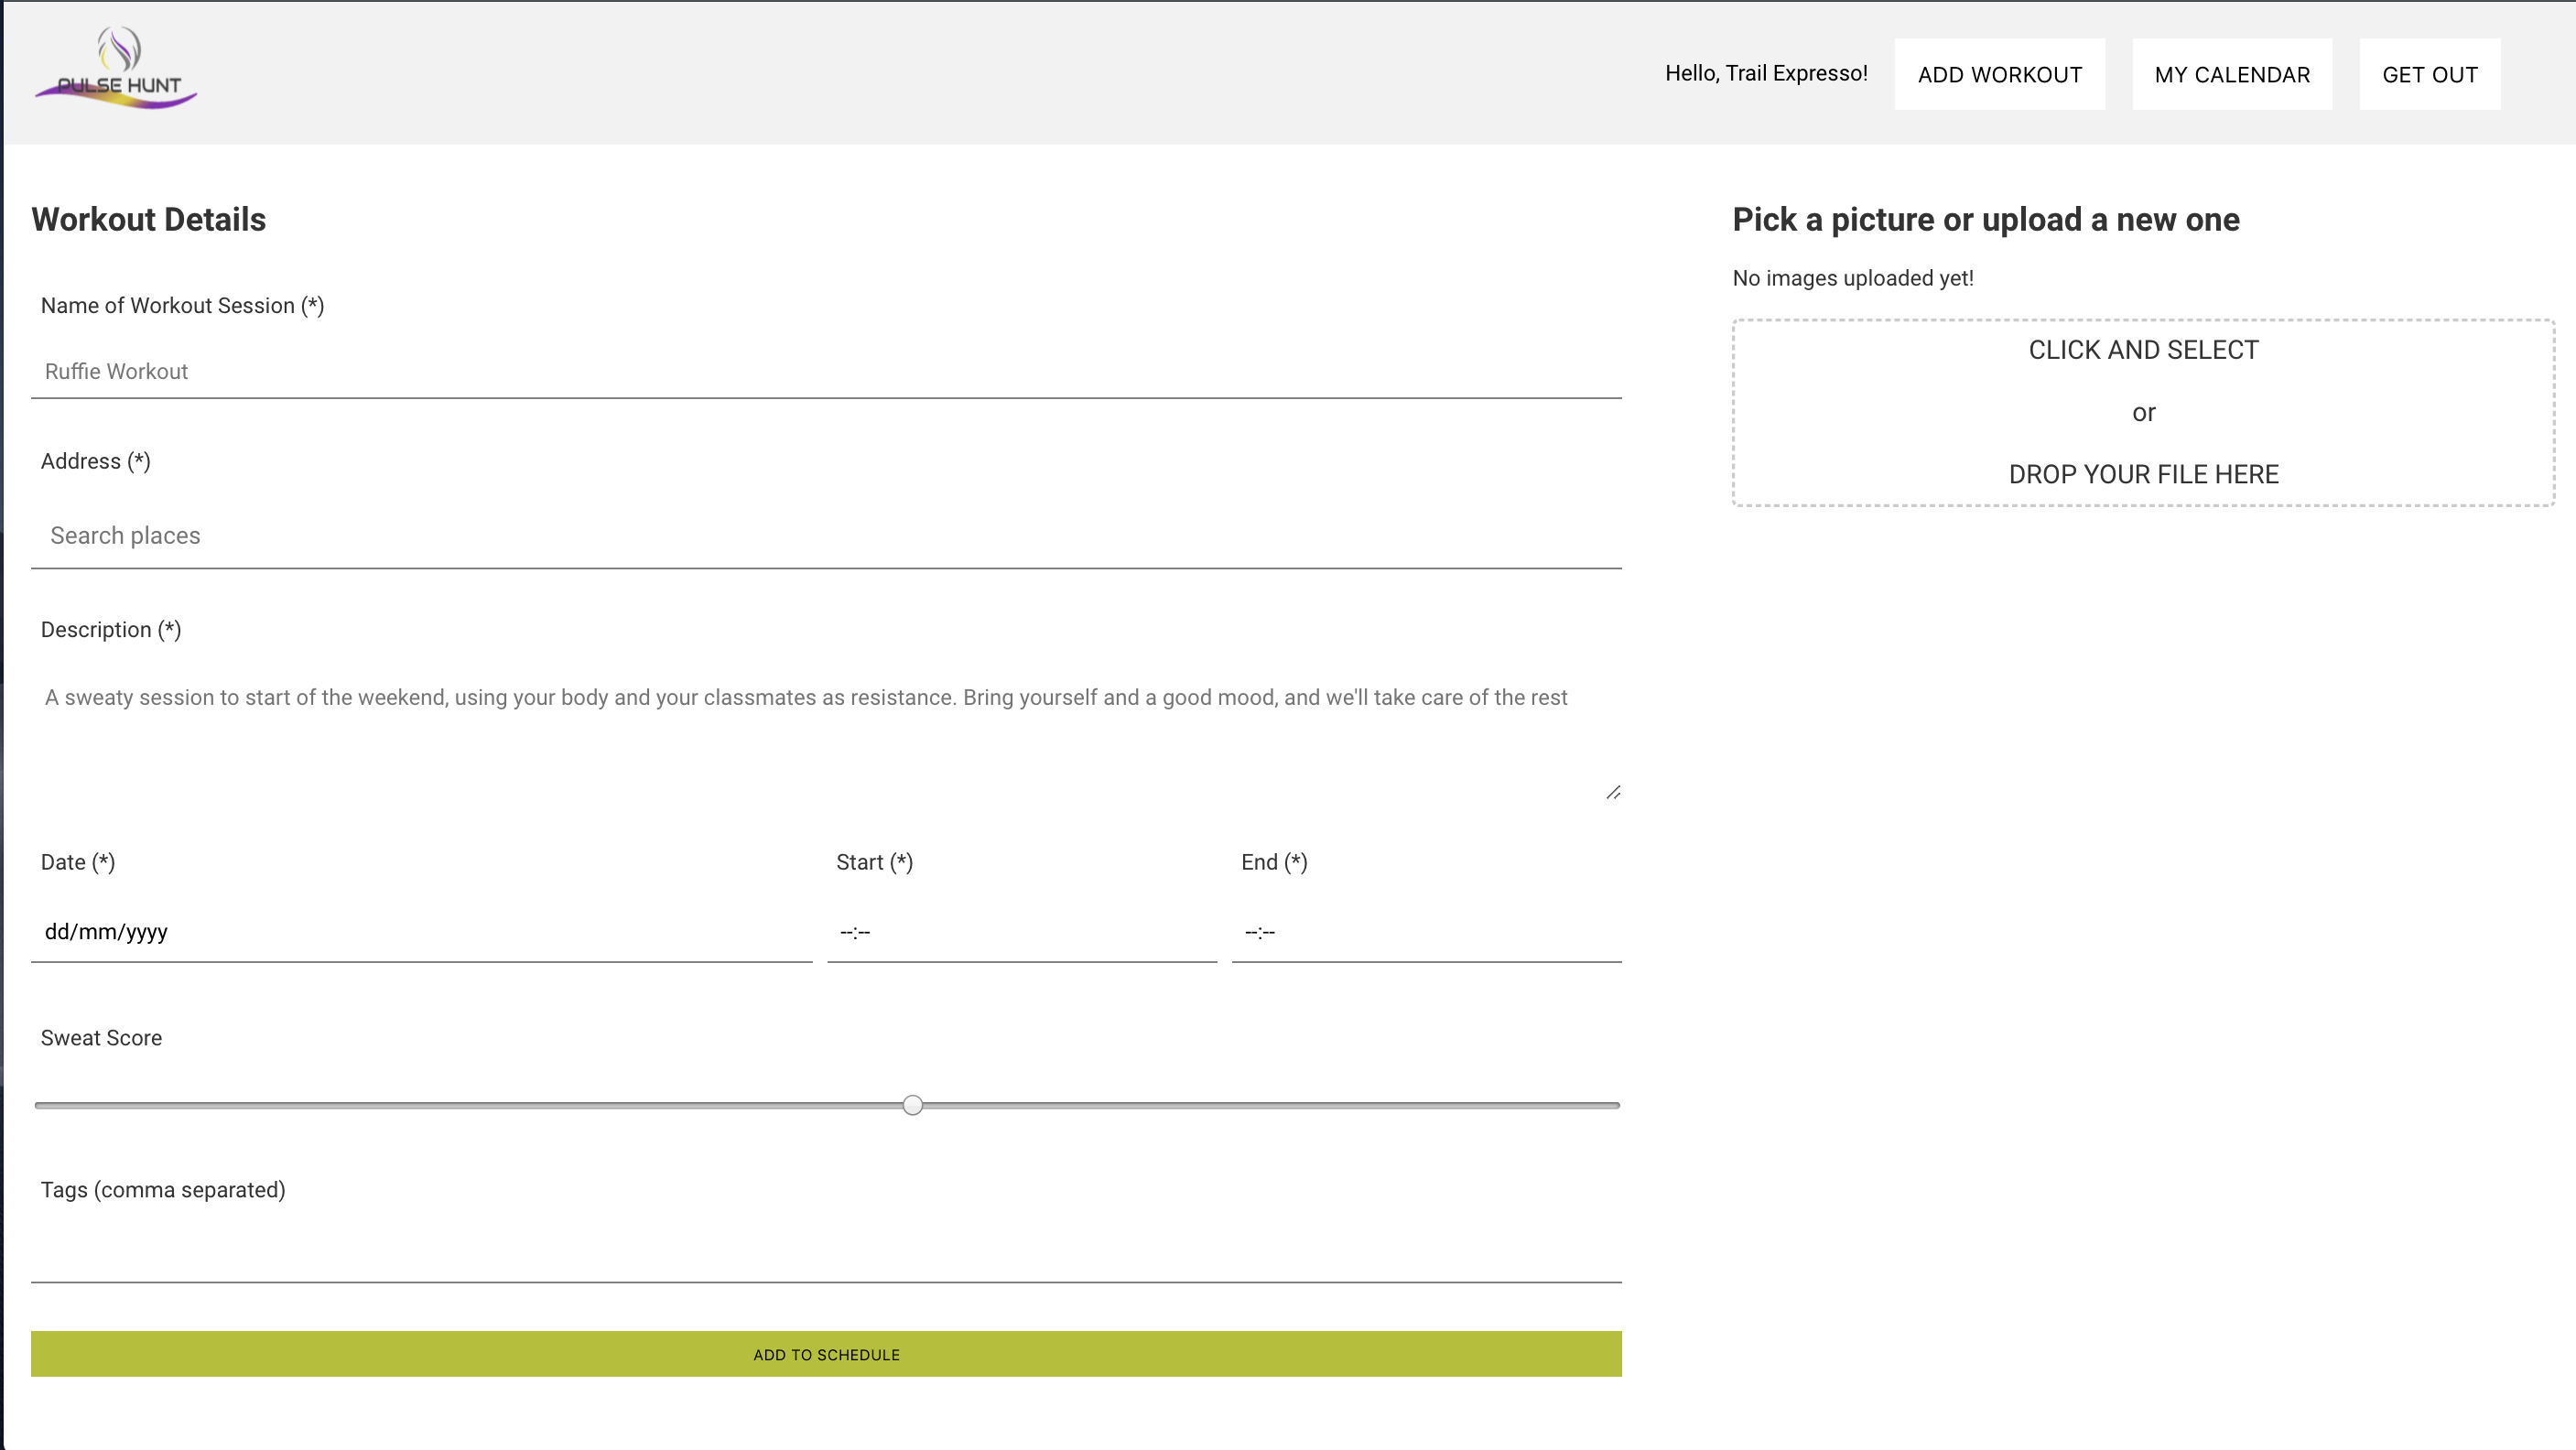 PULSE HUNT
Hello, Trail Expresso!
ADD WORKOUT
MY CALENDAR
GET OUT
Workout Details
Name of Workout Session (*)
Ruffie Workout
Address (*)
Search places
Description (*)
A sweaty session to start of the weekend, using your body and your classmates as resistance. Bring yourself and a good mood, and we'll take care of the rest
Date (*)
Start (*)
End (*)
dd/mm/yyyy
--:--
--:--
Sweat Score
Tags (comma separated)
ADD TO SCHEDULE
Pick a picture or upload a new one
No images uploaded yet!
CLICK AND SELECT
or
DROP YOUR FILE HERE